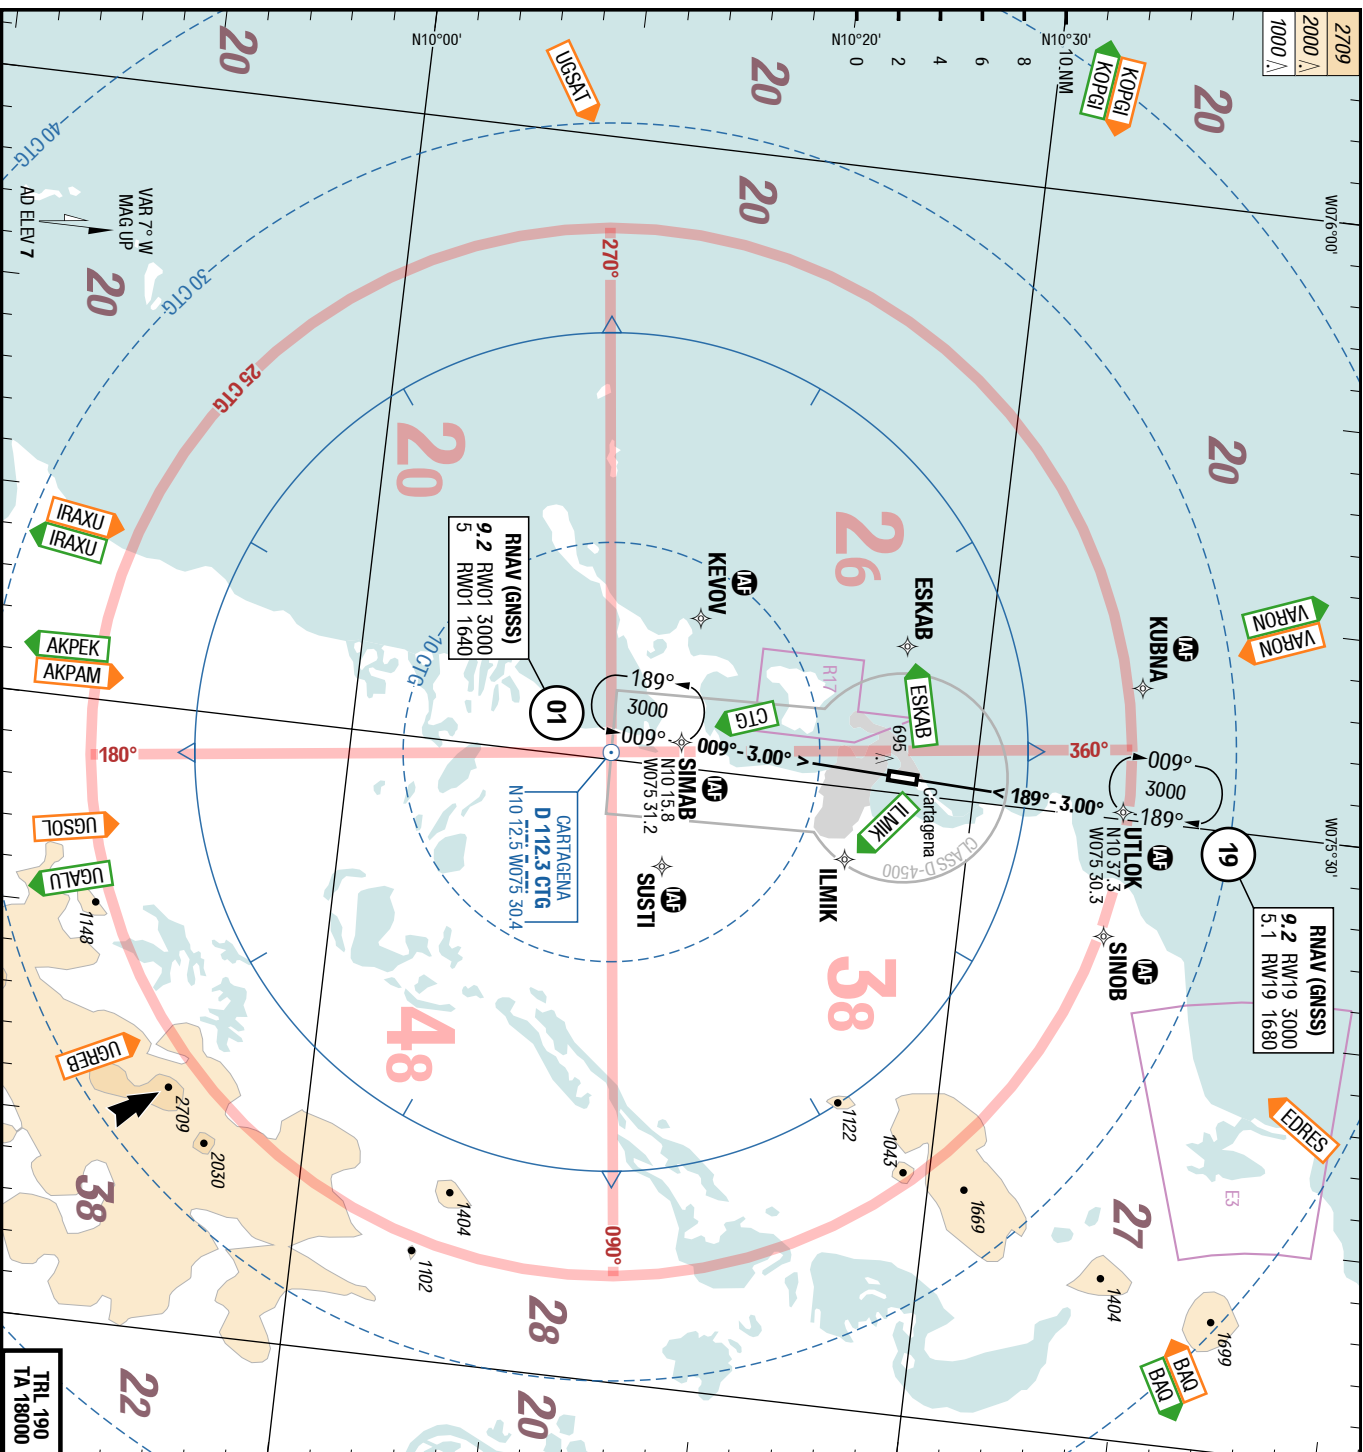 2709
2000
1000
N10°00'
N10°20'
N10°30'
0
2
4
6
8
10 NM
W076°00'
W075°30'
KOPGI
KOPGI
UGSAT
20
20
20
20
20
20
40 CTG
30 CTG
25 CTG
10 CTG
VAR 7° W
MAG UP
AD ELEV 7
270°
360°
180°
090°
20
26
38
48
IRAXU
IRAXU
AKPEK
AKPAM
UGSOL
UGALU
UGREB
VARON
VARON
EDRES
BAQ
BAQ
RNAV (GNSS)
9.2 RW01 3000
5 RW01 1640
01
RNAV (GNSS)
9.2 RW19 3000
5.1 RW19 1680
19
IAF
KEVOV
ESKAB
ESKAB
IAF
KUBNA
R17
CTG
695
189°
3000
009°
009°- 3.00° >
IAF
SIMAB
N10 15.8
W075 31.2
Cartagena
ILMIK
ILMIK
CLASS D-4500
< 189°- 3.00°
009°
3000
189°
IAF
UTLOK
N10 37.3
W075 30.3
IAF
SINOB
IAF
SUSTI
CARTAGENA
D 112.3 CTG
N10 12.5 W075 30.4
E3
1148
2709
2030
1404
1102
1122
1043
1669
1404
1699
38
27
28
22
20
TRL 190
TA 18000